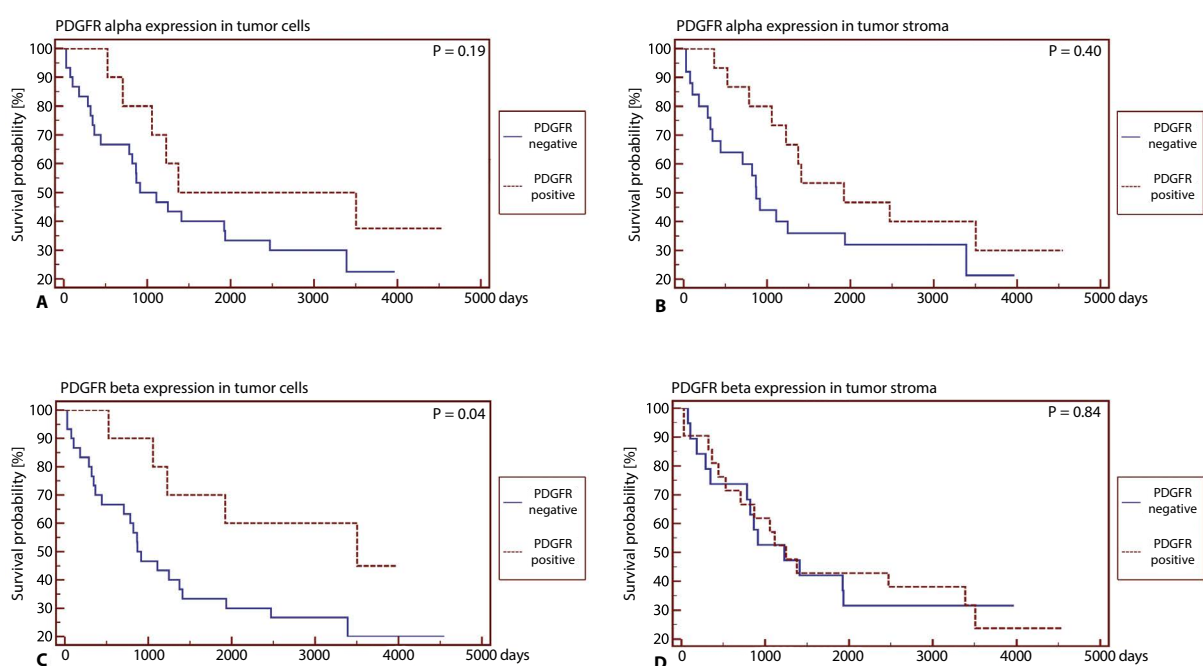 PDGFR alpha expression in tumor cells
P = 0.19
Survival probability [%]
100
90
80
70
60
50
40
30
20
0 1000 2000 3000 4000 5000 days
A
PDGFR
negative
PDGFR
positive
PDGFR alpha expression in tumor stroma
P = 0.40
Survival probability [%]
100
90
80
70
60
50
40
30
20
0 1000 2000 3000 4000 5000 days
B
PDGFR
negative
PDGFR
positive
PDGFR beta expression in tumor cells
P = 0.04
Survival probability [%]
100
90
80
70
60
50
40
30
20
0 1000 2000 3000 4000 5000 days
C
PDGFR
negative
PDGFR
positive
PDGFR beta expression in tumor stroma
P = 0.84
Survival probability [%]
100
90
80
70
60
50
40
30
20
0 1000 2000 3000 4000 5000 days
D
PDGFR
negative
PDGFR
positive